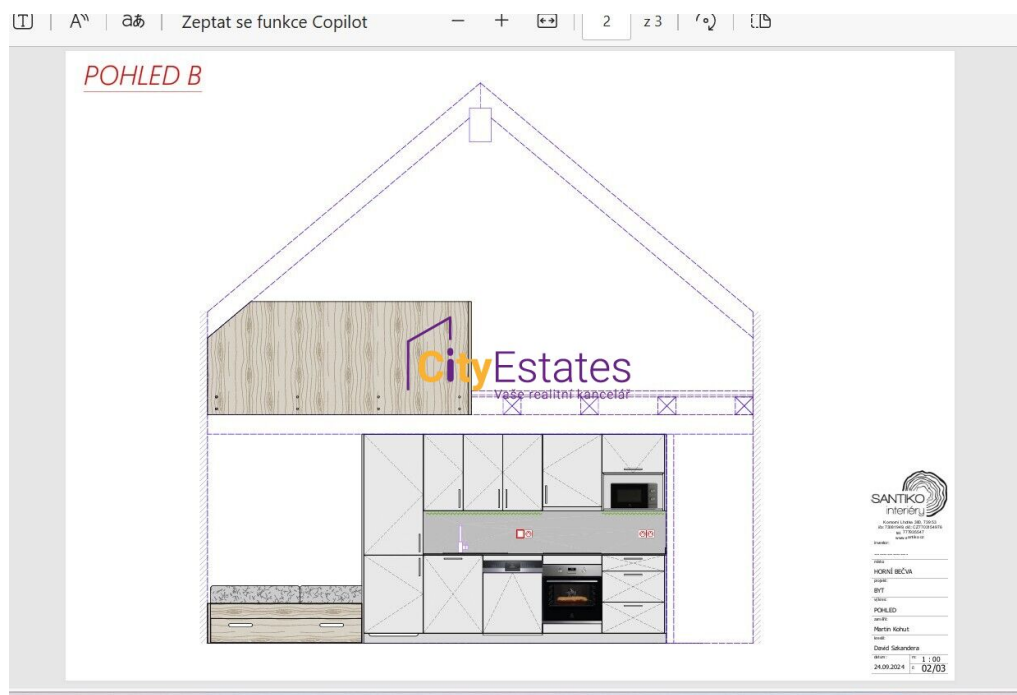 Zeptat se funkce Copilot
2
z 3
POHLED B
CityEstates
Vaše realitní kancelář
SANTIKO
interiéry
HORNÍ BEČVA
BYT
POHLED
Martin Kohut
David Szkandera
24.09.2024
1 : 00
02/03